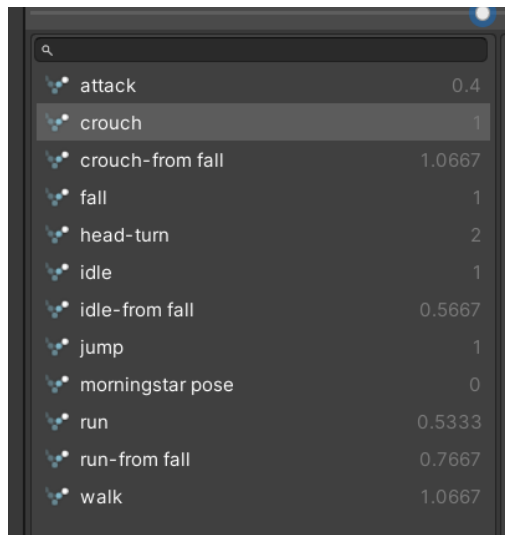 attack 0.4
crouch 1
crouch-from fall 1.0667
fall 1
head-turn 2
idle 1
idle-from fall 0.5667
jump 1
morningstar pose 0
run 0.5333
run-from fall 0.7667
walk 1.0667